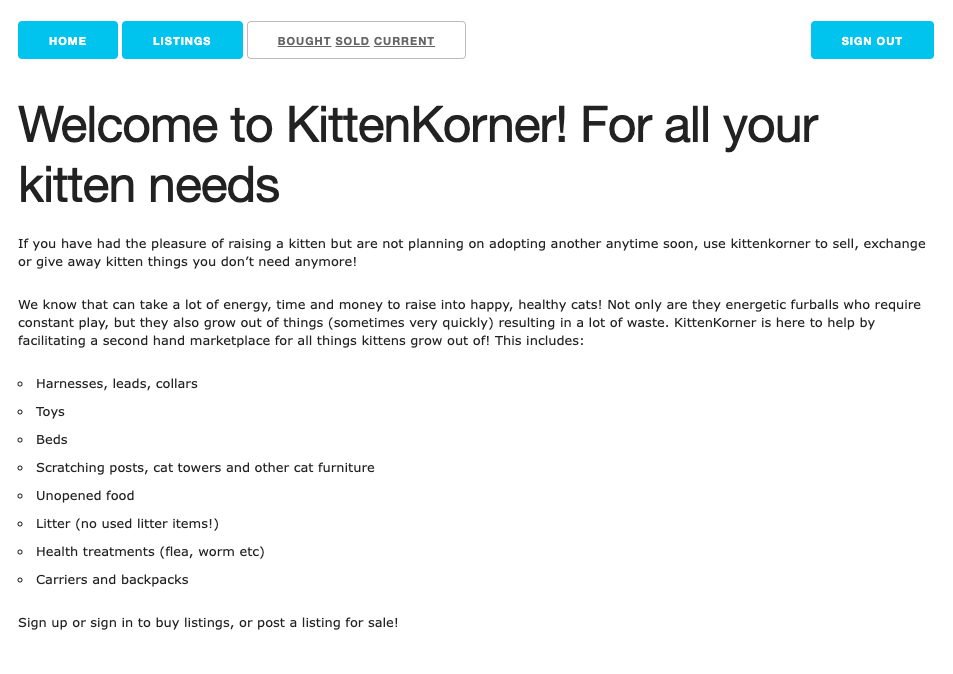 HOME LISTINGS BOUGHT SOLD CURRENT SIGN OUT
Welcome to KittenKorner! For all your
kitten needs
If you have had the pleasure of raising a kitten but are not planning on adopting another anytime soon, use kittenkorner to sell, exchange
or give away kitten things you don’t need anymore!
We know that can take a lot of energy, time and money to raise into happy, healthy cats! Not only are they energetic furballs who require
constant play, but they also grow out of things (sometimes very quickly) resulting in a lot of waste. KittenKorner is here to help by
facilitating a second hand marketplace for all things kittens grow out of! This includes:
Harnesses, leads, collars
Toys
Beds
Scratching posts, cat towers and other cat furniture
Unopened food
Litter (no used litter items!)
Health treatments (flea, worm etc)
Carriers and backpacks
Sign up or sign in to buy listings, or post a listing for sale!